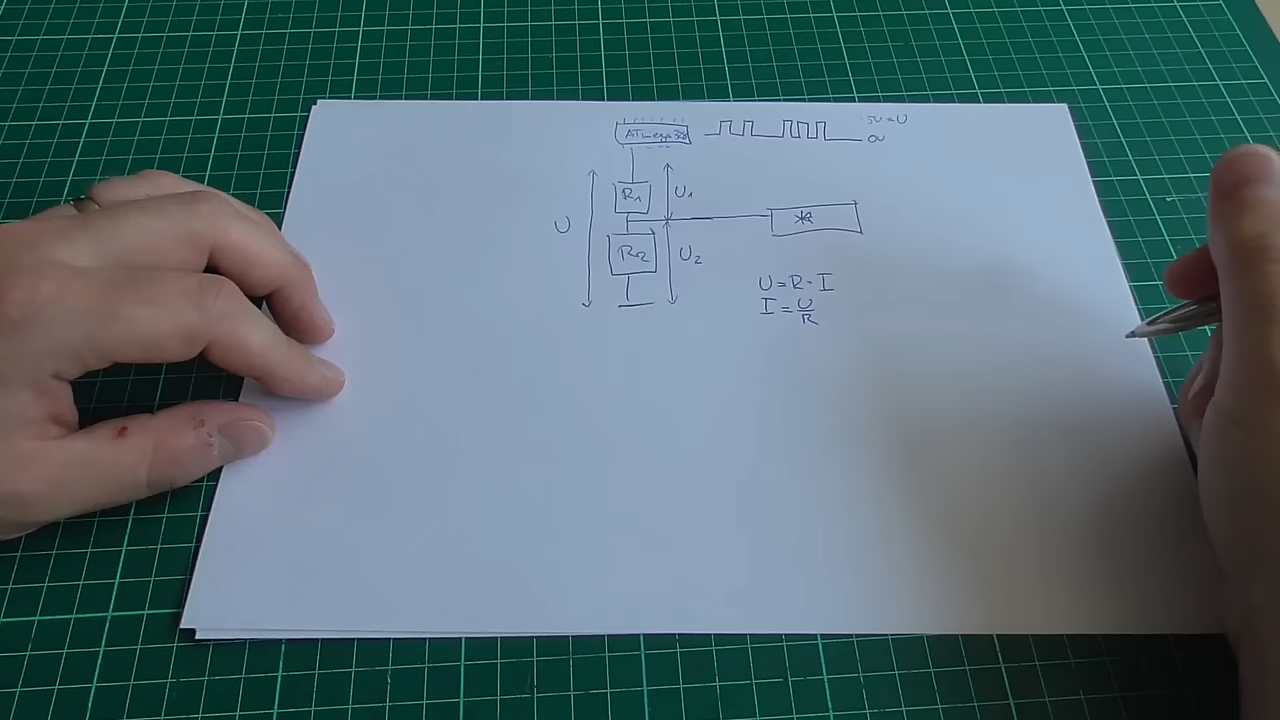 ATmega328
5V = U
0V
R1
U1
U
R2
U2
U = R · I
I = U/R